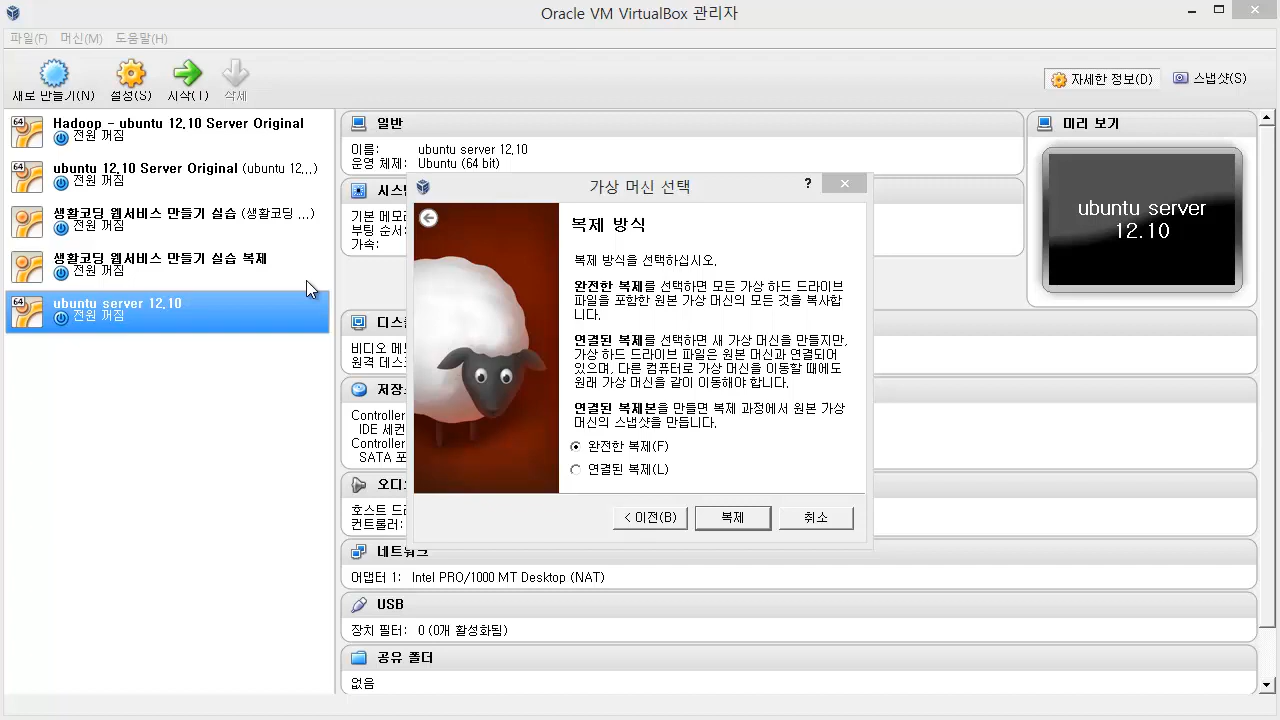 Oracle VM VirtualBox 관리자
파일(F) 머신(M) 도움말(H)
새로 만들기(N) 설정(S) 시작(T) 삭제
자세한 정보(D) 스냅샷(S)
64 Hadoop - ubuntu 12.10 Server Original
전원 꺼짐
64 ubuntu 12.10 Server Original (ubuntu 12...)
전원 꺼짐
생활코딩 웹서비스 만들기 실습 (생활코딩 ...)
전원 꺼짐
생활코딩 웹서비스 만들기 실습 복제
전원 꺼짐
64 ubuntu server 12.10
전원 꺼짐
일반
이름: ubuntu server 12.10
운영 체제: Ubuntu (64 bit)
미리 보기
ubuntu server
12.10
기본 메모리
부팅 순서:
가속:
가상 머신 선택 ?
복제 방식
복제 방식을 선택하십시오.
완전한 복제를 선택하면 모든 가상 하드 드라이브
파일을 포함한 원본 가상 머신의 모든 것을 복사합
니다.
연결된 복제를 선택하면 새 가상 머신을 만들지만,
가상 하드 드라이브 파일은 원본 머신과 연결되어
있으며, 다른 컴퓨터로 가상 머신을 이동할 때에도
원래 가상 머신을 같이 이동해야 합니다.
연결된 복제본을 만들면 복제 과정에서 원본 가상
머신의 스냅샷을 만듭니다.
완전한 복제(F)
연결된 복제(L)
< 이전(B) 복제 취소
비디오 메
원격 데스
저장
Controller
IDE 세컨
Controller
SATA 포
오디오
호스트 드
컨트롤러:
네트워크
어댑터 1: Intel PRO/1000 MT Desktop (NAT)
USB
장치 필터: 0 (0개 활성화됨)
공유 폴더
없음